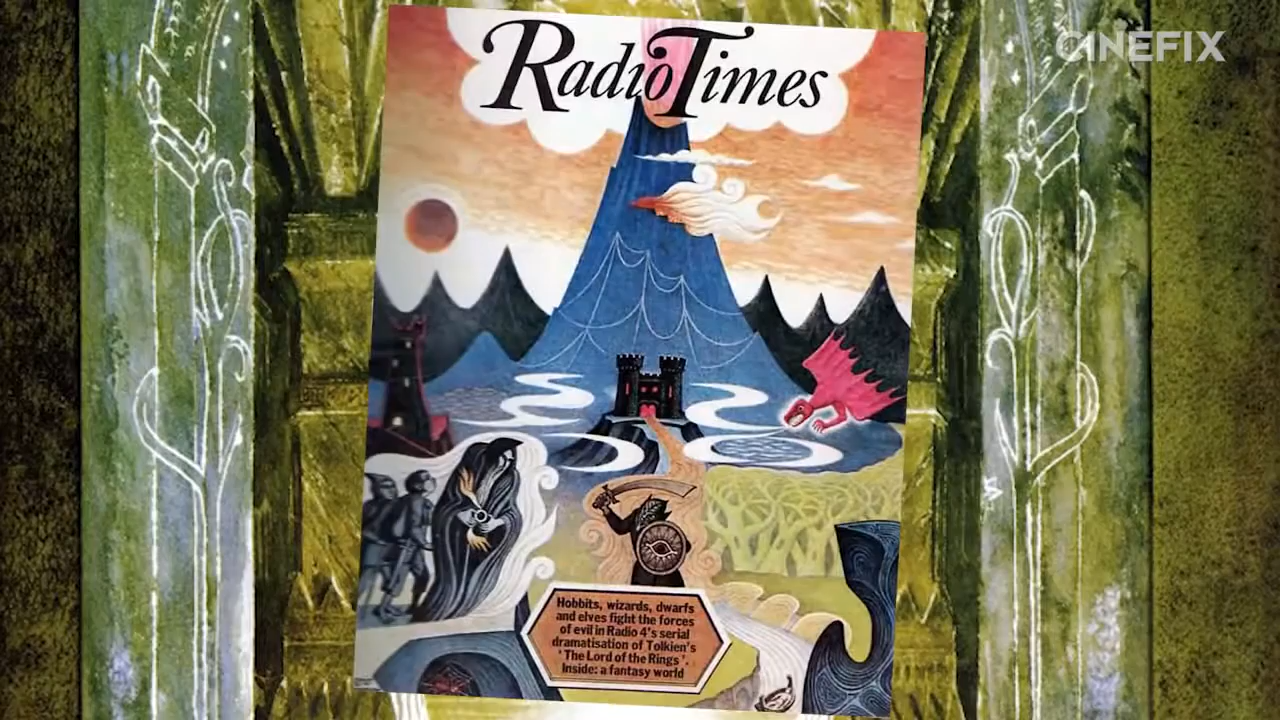 CINEFIX
Radio Times
Hobbits, wizards, dwarfs
and elves fight the forces
of evil in Radio 4's serial
dramatisation of Tolkien's
'The Lord of the Rings'.
Inside: a fantasy world